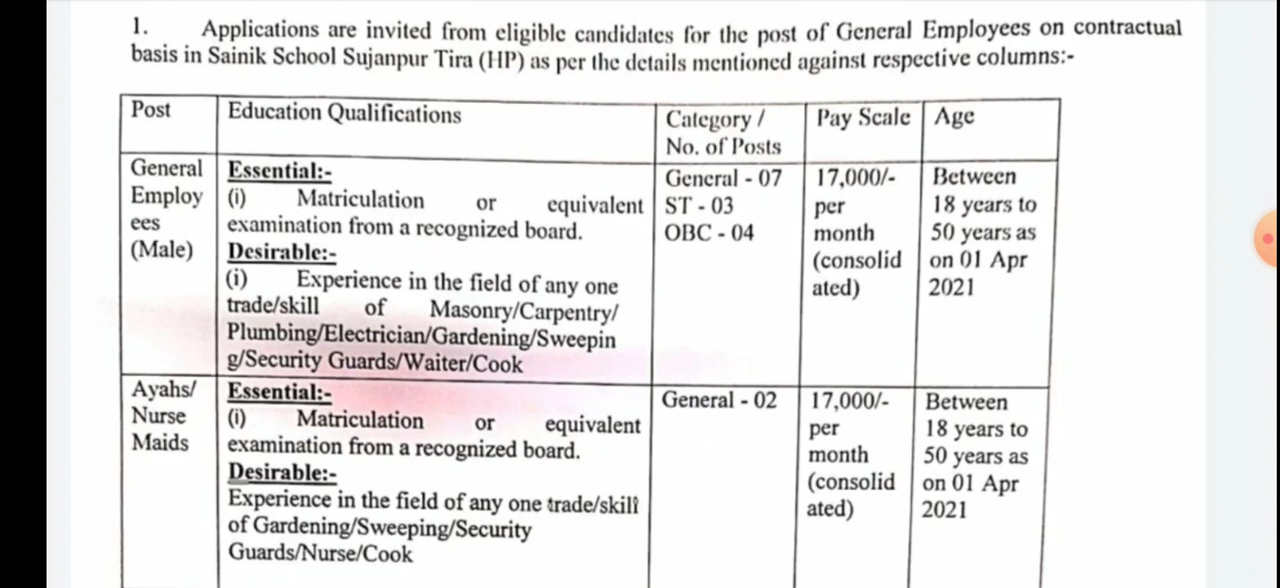 1. Applications are invited from eligible candidates for the post of General Employees on contractual
basis in Sainik School Sujanpur Tira (HP) as per the details mentioned against respective columns:-
Post
Education Qualifications
Category /
No. of Posts
Pay Scale
Age
General
Employ
ees
(Male)
Essential:-
(i) Matriculation or equivalent
examination from a recognized board.
Desirable:-
(i) Experience in the field of any one
trade/skill of Masonry/Carpentry/
Plumbing/Electrician/Gardening/Sweepin
g/Security Guards/Waiter/Cook
General - 07
ST - 03
OBC - 04
17,000/-
per
month
(consolid
ated)
Between
18 years to
50 years as
on 01 Apr
2021
Ayahs/
Nurse
Maids
Essential:-
(i) Matriculation or equivalent
examination from a recognized board.
Desirable:-
Experience in the field of any one trade/skill
of Gardening/Sweeping/Security
Guards/Nurse/Cook
General - 02
17,000/-
per
month
(consolid
ated)
Between
18 years to
50 years as
on 01 Apr
2021